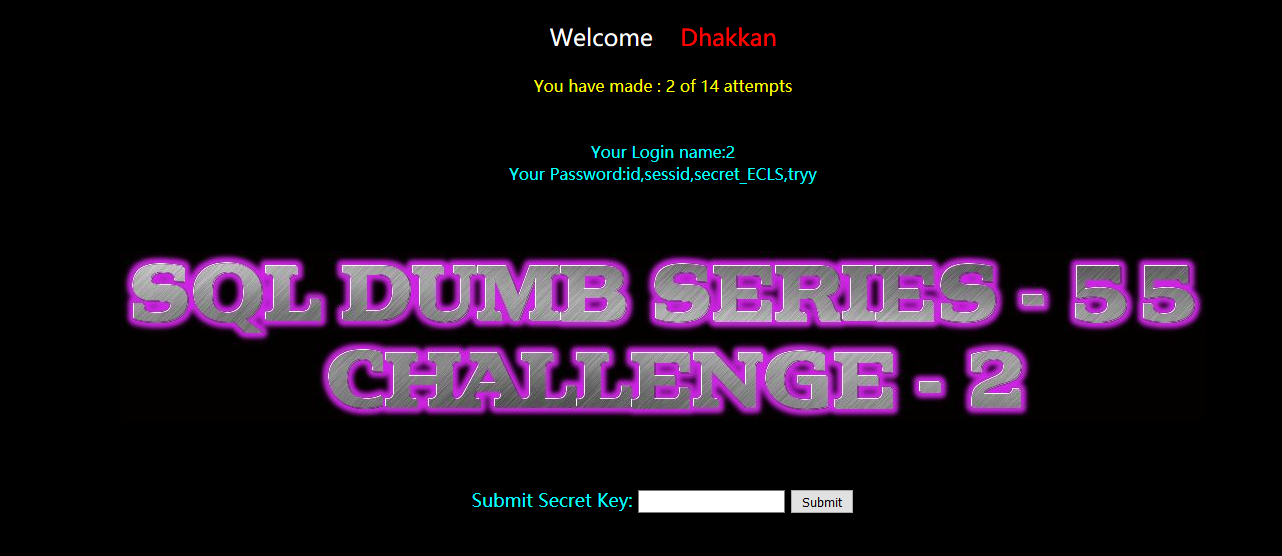 Welcome Dhakkan
You have made : 2 of 14 attempts
Your Login name:2
Your Password:id,sessid,secret_ECLS,tryy
SQL DUMB SERIES - 55
CHALLENGE - 2
Submit Secret Key: Submit